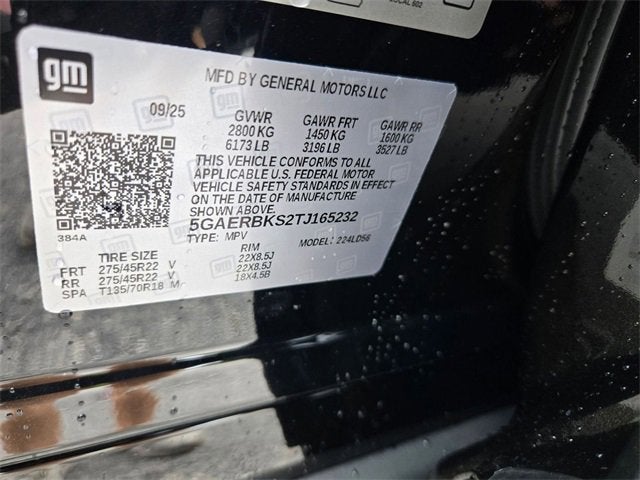 gm
MFD BY GENERAL MOTORS LLC
09/25 GVWR GAWR FRT GAWR RR
2800 KG 1450 KG 1600 KG
6173 LB 3196 LB 3527 LB
THIS VEHICLE CONFORMS TO ALL
APPLICABLE U.S. FEDERAL MOTOR
VEHICLE SAFETY STANDARDS IN EFFECT
ON THE DATE OF MANUFACTURE
SHOWN ABOVE.
384A 5GAERBKS2TJ165232
TYPE: MPV MODEL: 224LD56
TIRE SIZE RIM
FRT 275/45R22 V 22X8.5J
RR 275/45R22 V 22X8.5J
SPA T135/70R18 M 18X4.5B